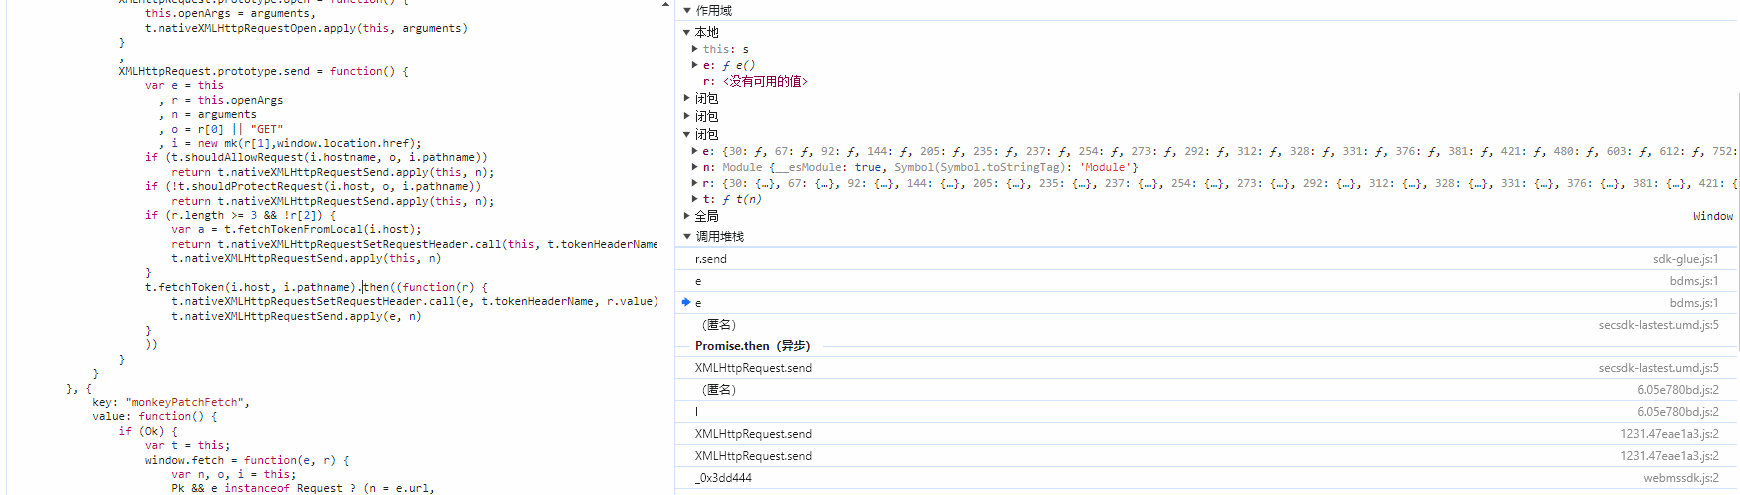 XMLHttpRequest.prototype.open = function() {
this.openArgs = arguments,
t.nativeXMLHttpRequestOpen.apply(this, arguments)
}
,
XMLHttpRequest.prototype.send = function() {
var e = this
, r = this.openArgs
, n = arguments
, o = r[0] || "GET"
, i = new mk(r[1],window.location.href);
if (t.shouldAllowRequest(i.hostname, o, i.pathname))
return t.nativeXMLHttpRequestSend.apply(this, n);
if (!t.shouldProtectRequest(i.host, o, i.pathname))
return t.nativeXMLHttpRequestSend.apply(this, n);
if (r.length >= 3 && !r[2]) {
var a = t.fetchTokenFromLocal(i.host);
return t.nativeXMLHttpRequestSetRequestHeader.call(this, t.tokenHeaderName
t.nativeXMLHttpRequestSend.apply(this, n)
}
t.fetchToken(i.host, i.pathname).then((function(r) {
t.nativeXMLHttpRequestSetRequestHeader.call(e, t.tokenHeaderName, r.value)
t.nativeXMLHttpRequestSend.apply(e, n)
}
))
}
}
}, {
key: "monkeyPatchFetch",
value: function() {
if (Ok) {
var t = this;
window.fetch = function(e, r) {
var n, o, i = this;
Pk && e instanceof Request ? (n = e.url,
作用域
本地
this: s
e: ƒ e()
r: <没有可用的值>
闭包
闭包
闭包
e: {30: ƒ, 67: ƒ, 92: ƒ, 144: ƒ, 205: ƒ, 235: ƒ, 237: ƒ, 254: ƒ, 273: ƒ, 292: ƒ, 312: ƒ, 328: ƒ, 331: ƒ, 376: ƒ, 381: ƒ, 421: ƒ, 480: ƒ, 603: ƒ, 612: ƒ, 752:
n: Module {__esModule: true, Symbol(Symbol.toStringTag): 'Module'}
r: {30: {…}, 67: {…}, 92: {…}, 144: {…}, 205: {…}, 235: {…}, 237: {…}, 254: {…}, 273: {…}, 292: {…}, 312: {…}, 328: {…}, 331: {…}, 376: {…}, 381: {…}, 421: {
t: ƒ t(n)
全局 Window
调用堆栈
r.send sdk-glue.js:1
e bdms.js:1
e bdms.js:1
（匿名） secsdk-lastest.umd.js:5
Promise.then（异步）
XMLHttpRequest.send secsdk-lastest.umd.js:5
（匿名） 6.05e780bd.js:2
l 6.05e780bd.js:2
XMLHttpRequest.send 1231.47eae1a3.js:2
XMLHttpRequest.send 1231.47eae1a3.js:2
_0x3dd444 webmssdk.js:2